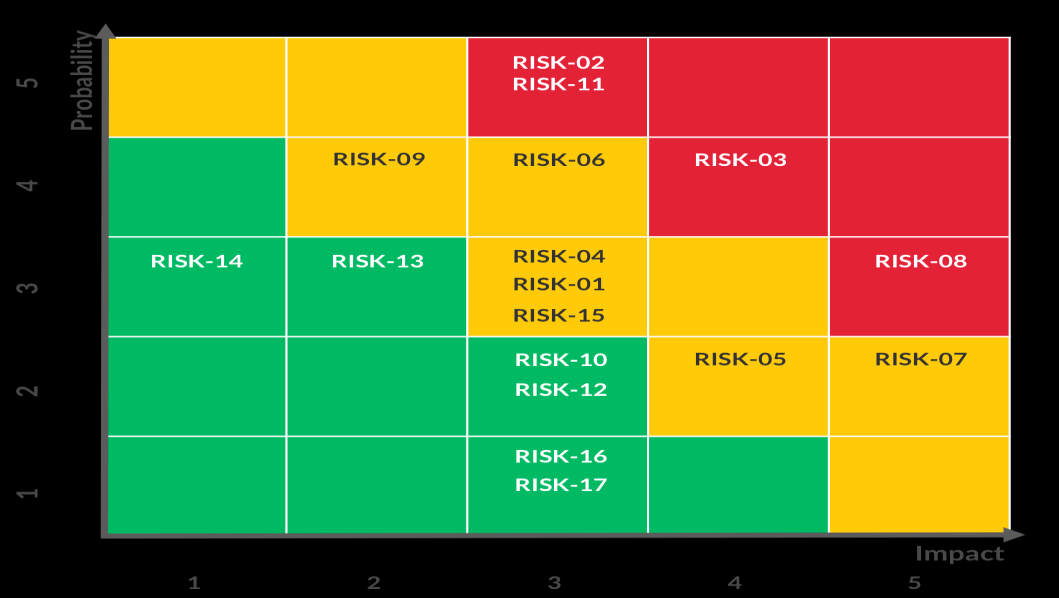 Probability
5
RISK-02
RISK-11
4
RISK-09
RISK-06
RISK-03
3
RISK-14
RISK-13
RISK-04
RISK-01
RISK-15
RISK-08
2
RISK-10
RISK-12
RISK-05
RISK-07
1
RISK-16
RISK-17
Impact
1
2
3
4
5